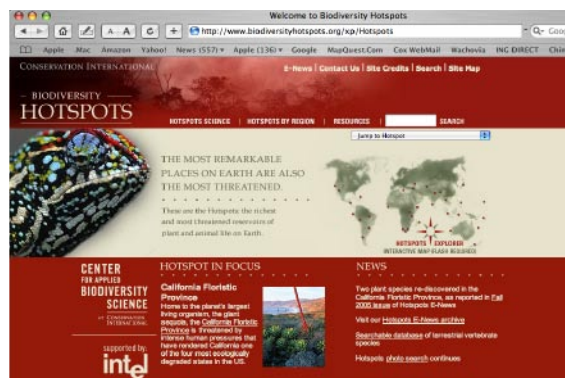 Welcome to Biodiversity Hotspots
A A
http://www.biodiversityhotspots.org/xp/Hotspots
Apple Mac Amazon Yahoo! News (557) Apple (136) Google MapQuest.Com Cox WebMail Wachovia ING DIRECT
CONSERVATION INTERNATIONAL
E-News | Contact Us | Site Credits | Search | Site Map
BIODIVERSITY
HOTSPOTS
HOTSPOTS SCIENCE | HOTSPOTS BY REGION | RESOURCES | SEARCH
Jump to Hotspot
THE MOST REMARKABLE
PLACES ON EARTH ARE ALSO
THE MOST THREATENED.
These are the Hotspots: the richest
and most threatened reservoirs of
plant and animal life on Earth.
HOTSPOTS EXPLORER
INTERACTIVE MAP (FLASH REQUIRED)
CENTER
FOR APPLIED
BIODIVERSITY
SCIENCE
AT CONSERVATION
INTERNATIONAL
supported by:
intel
HOTSPOT IN FOCUS
California Floristic
Province
Home to the planet's largest
living organism, the giant
sequoia, the California Floristic
Province is threatened by
intense human pressures that
have rendered California one
of the four most ecologically
degraded states in the US.
NEWS
Two plant species re-discovered in the
California Floristic Province, as reported in Fall
2005 issue of Hotspots E-News
Visit our Hotspots E-News archive
Searchable database of terrestrial vertebrate
species
Hotspots photo search continues